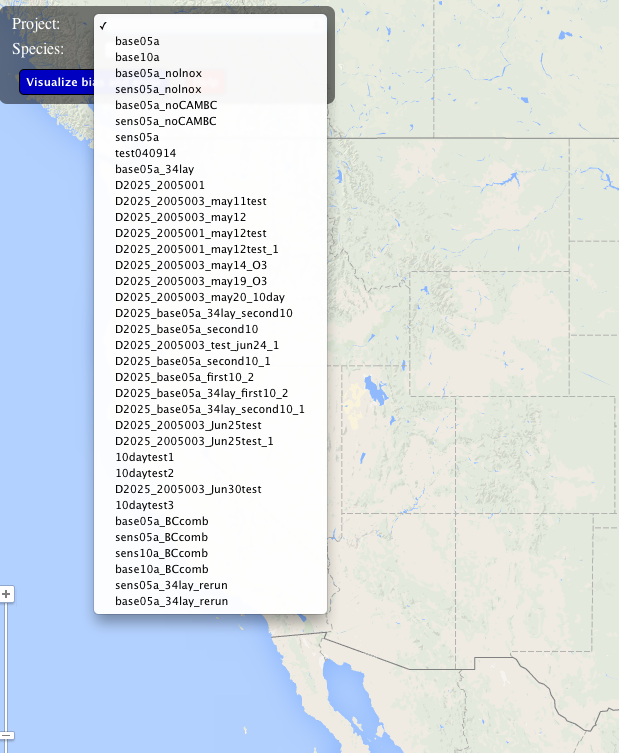 Project:
✓
Species:
Visualize bia
base05a
base10a
base05a_nolnox
sens05a_nolnox
base05a_noCAMBC
sens05a_noCAMBC
sens05a
test040914
base05a_34lay
D2025_2005001
D2025_2005003_may11test
D2025_2005003_may12
D2025_2005001_may12test
D2025_2005001_may12test_1
D2025_2005003_may14_O3
D2025_2005003_may19_O3
D2025_2005003_may20_10day
D2025_base05a_34lay_second10
D2025_base05a_second10
D2025_2005003_test_jun24_1
D2025_base05a_second10_1
D2025_base05a_first10_2
D2025_base05a_34lay_first10_2
D2025_base05a_34lay_second10_1
D2025_2005003_Jun25test
D2025_2005003_Jun25test_1
10daytest1
10daytest2
D2025_2005003_Jun30test
10daytest3
base05a_BCcomb
sens05a_BCcomb
sens10a_BCcomb
base10a_BCcomb
sens05a_34lay_rerun
base05a_34lay_rerun
+
−